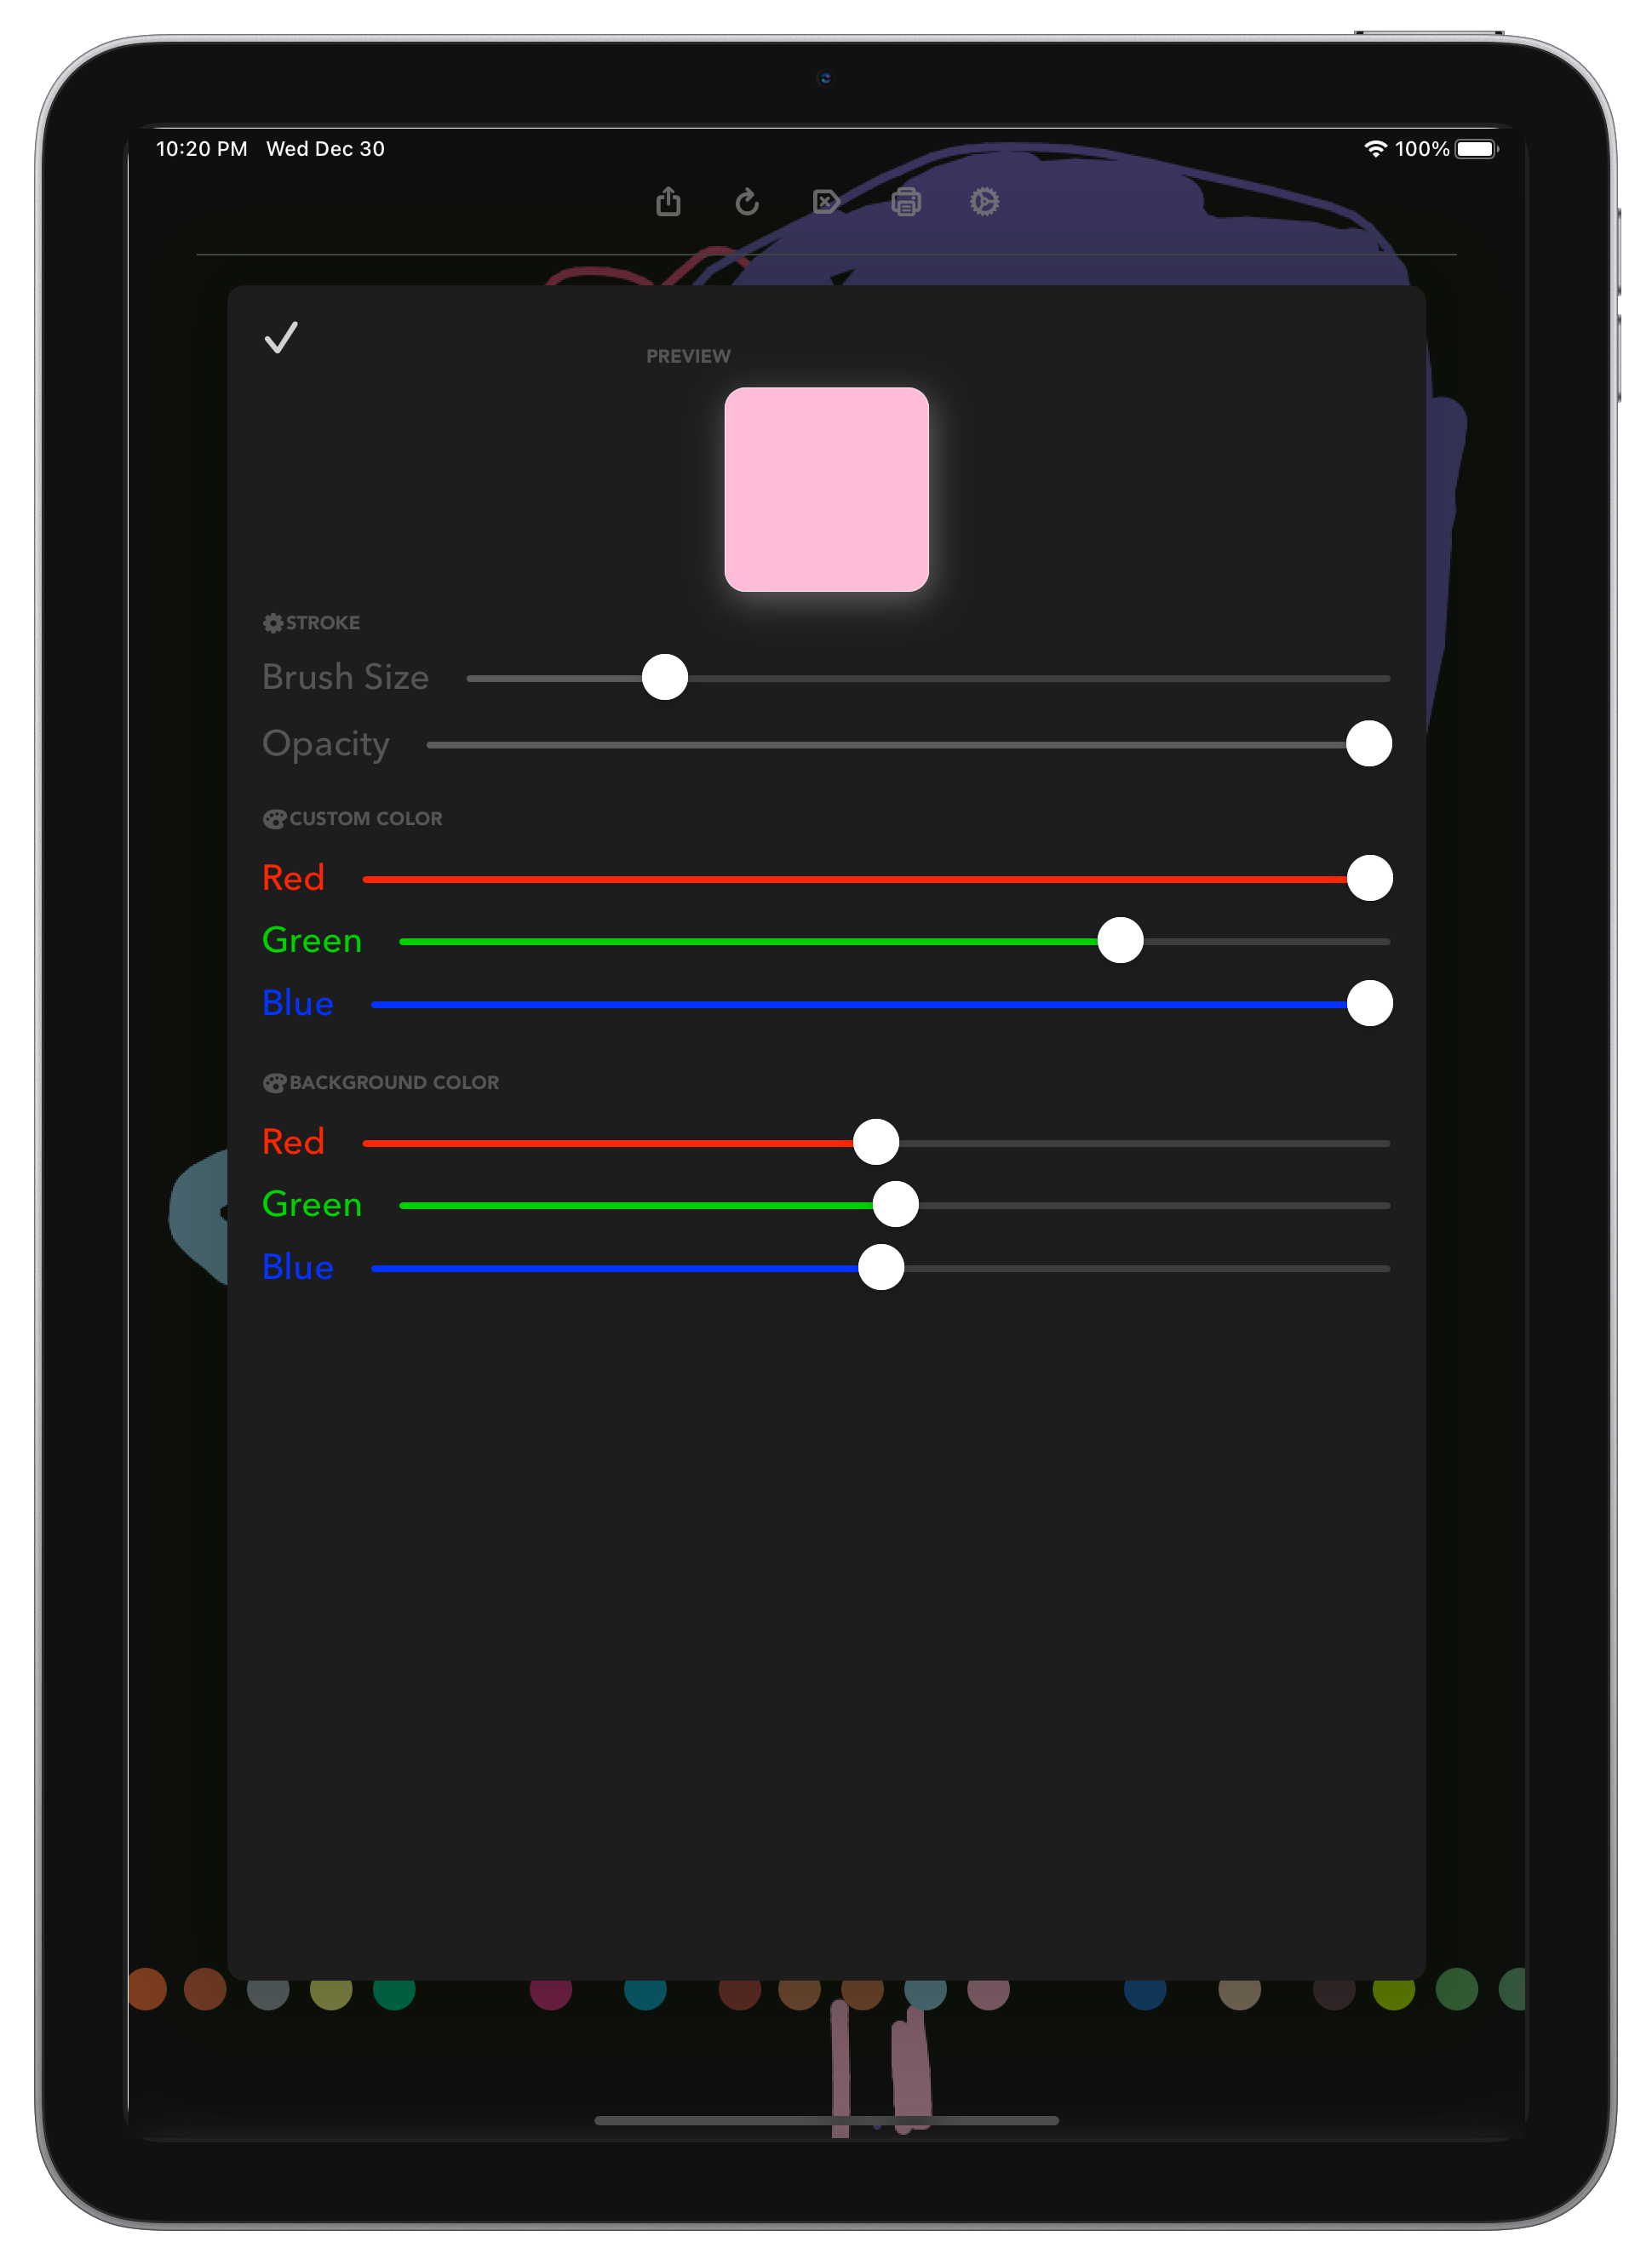 10:20 PM Wed Dec 30 100%
PREVIEW
STROKE
Brush Size
Opacity
CUSTOM COLOR
Red
Green
Blue
BACKGROUND COLOR
Red
Green
Blue